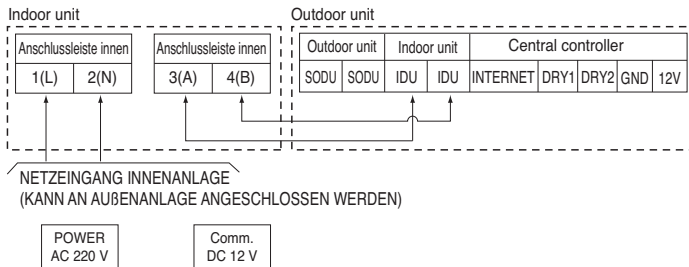 Indoor unit
Outdoor unit
Anschlussleiste innen
Anschlussleiste innen
Outdoor unit
Indoor unit
Central controller
1(L)
2(N)
3(A)
4(B)
SODU
SODU
IDU
IDU
INTERNET
DRY1
DRY2
GND
12V
NETZEINGANG INNENANLAGE
(KANN AN AUßENANLAGE ANGESCHLOSSEN WERDEN)
POWER
AC 220 V
Comm.
DC 12 V